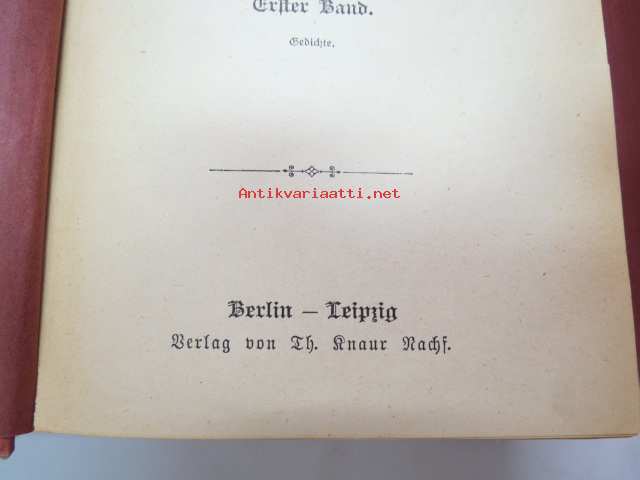 Erster Band.
Gedichte.
Antikvariaatti.net
Berlin – Leipzig
Verlag von Th. Knaur Nachf.